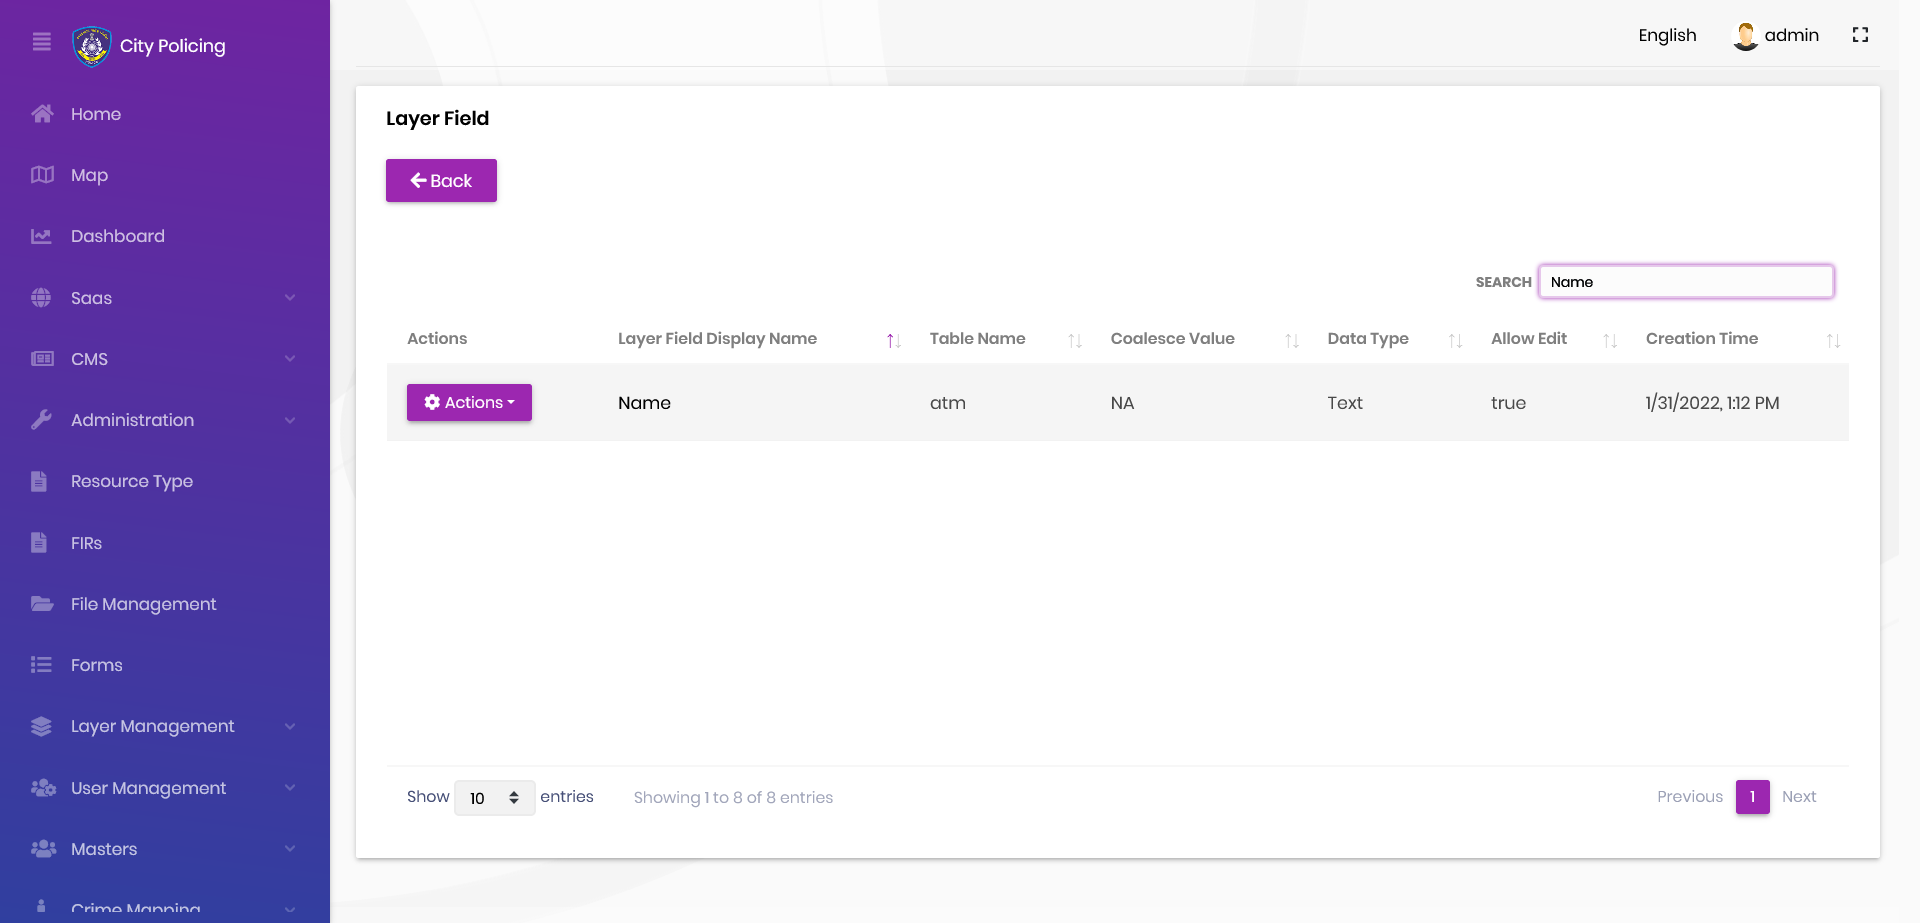 City Policing
English
admin
Home
Map
Dashboard
Saas
CMS
Administration
Resource Type
FIRs
File Management
Forms
Layer Management
User Management
Masters
Crime Mapping
Layer Field
Back
SEARCH Name
Actions Layer Field Display Name Table Name Coalesce Value Data Type Allow Edit Creation Time
Actions Name atm NA Text true 1/31/2022, 1:12 PM
Show 10 entries Showing 1 to 8 of 8 entries Previous 1 Next